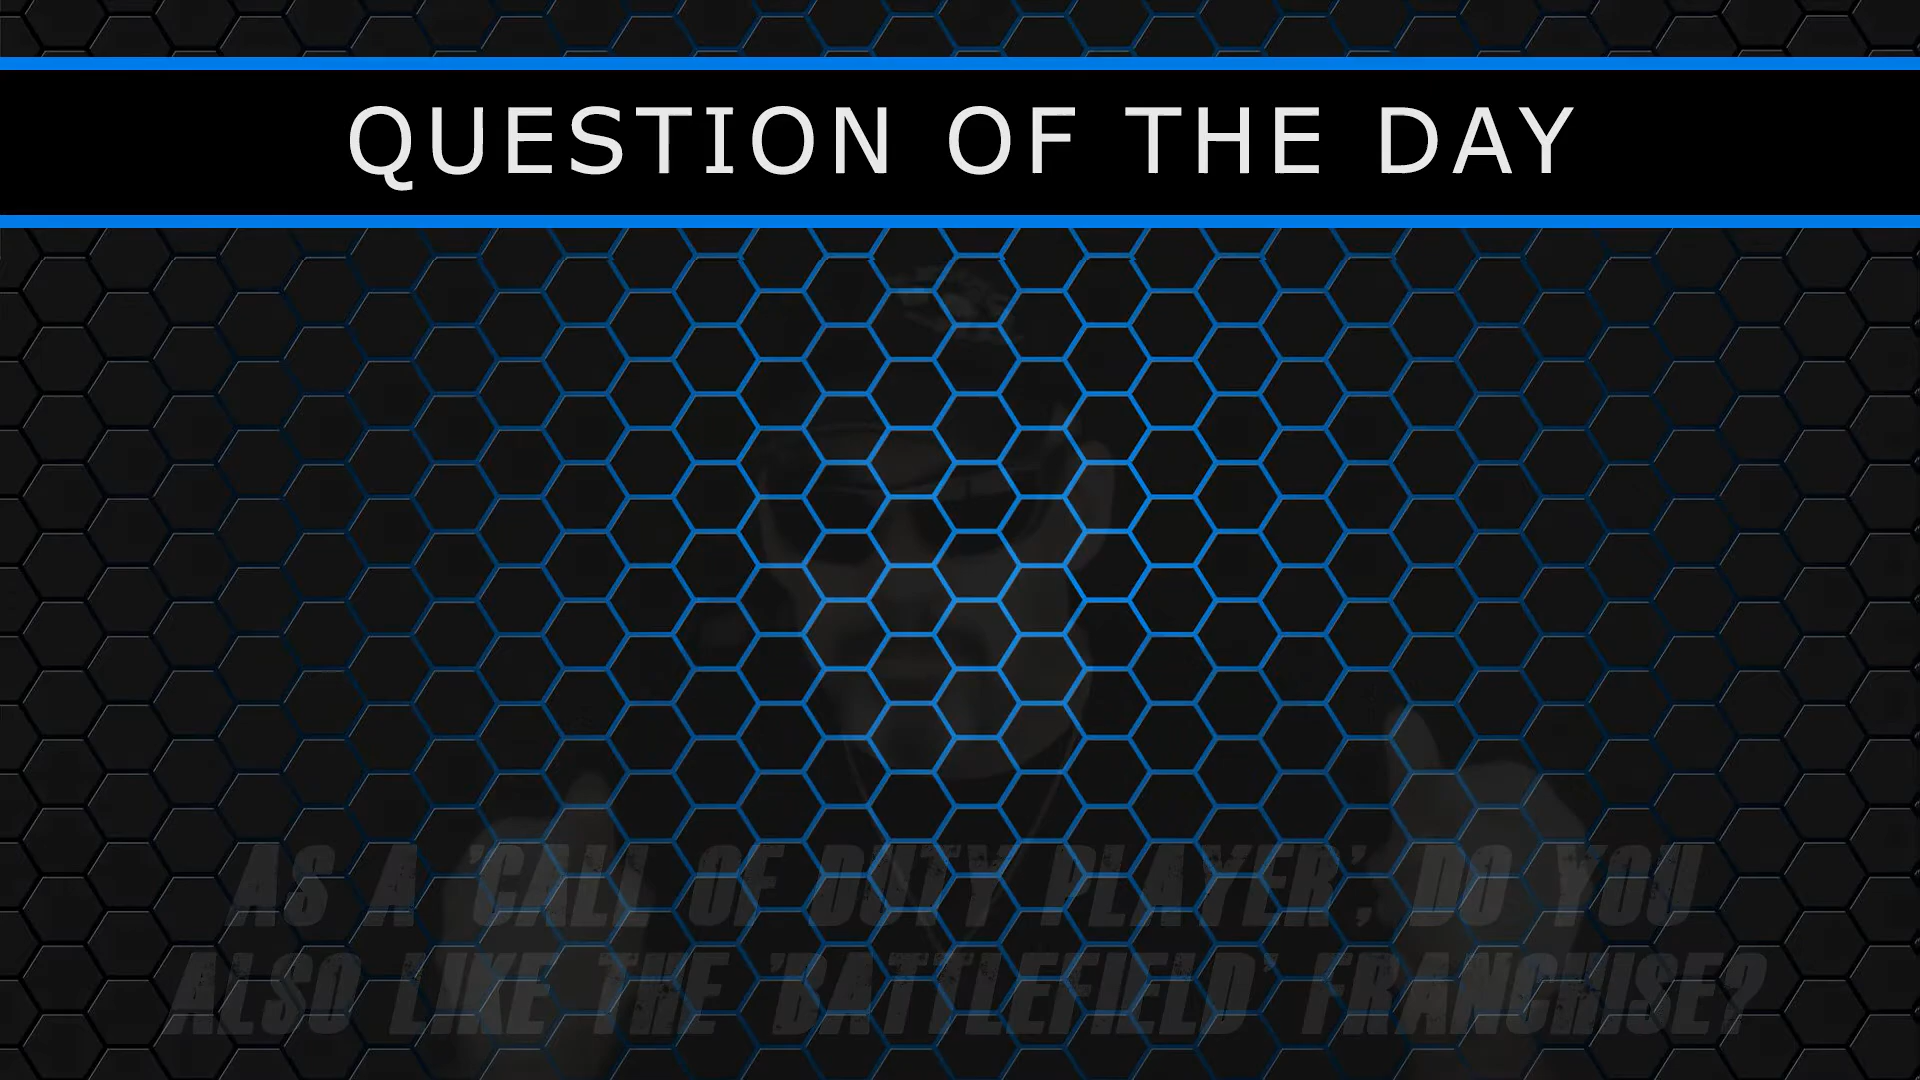 QUESTION OF THE DAY
AS A 'CALL OF DUTY PLAYER', DO YOU
ALSO LIKE THE 'BATTLEFIELD' FRANCHISE?